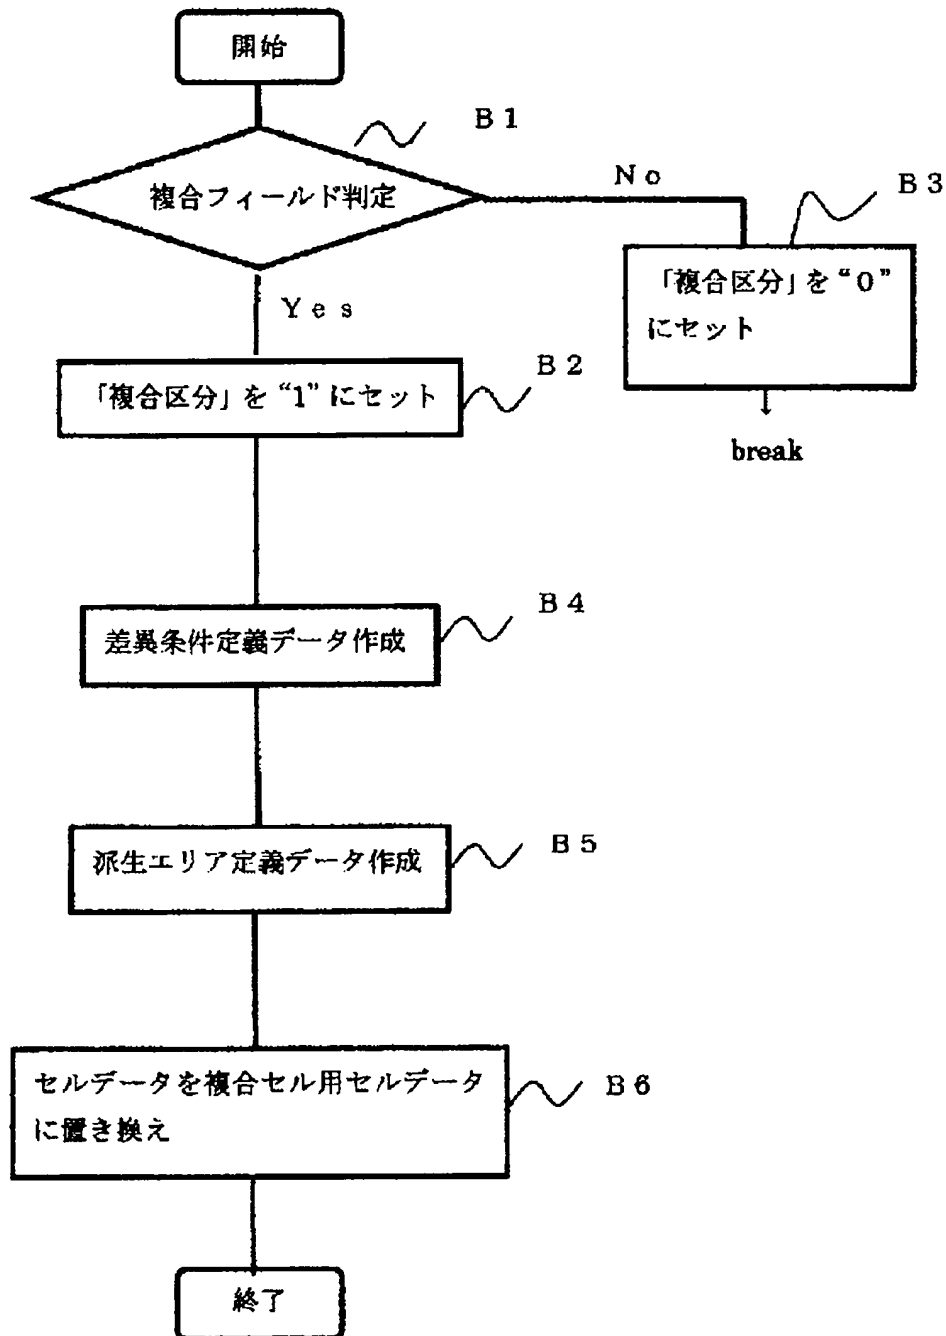 開始
B1
複合フィールド判定
No
B3
「複合区分」を“0”
にセット
break
Yes
B2
「複合区分」を“1”にセット
B4
差異条件定義データ作成
B5
派生エリア定義データ作成
B6
セルデータを複合セル用セルデータ
に置き換え
終了